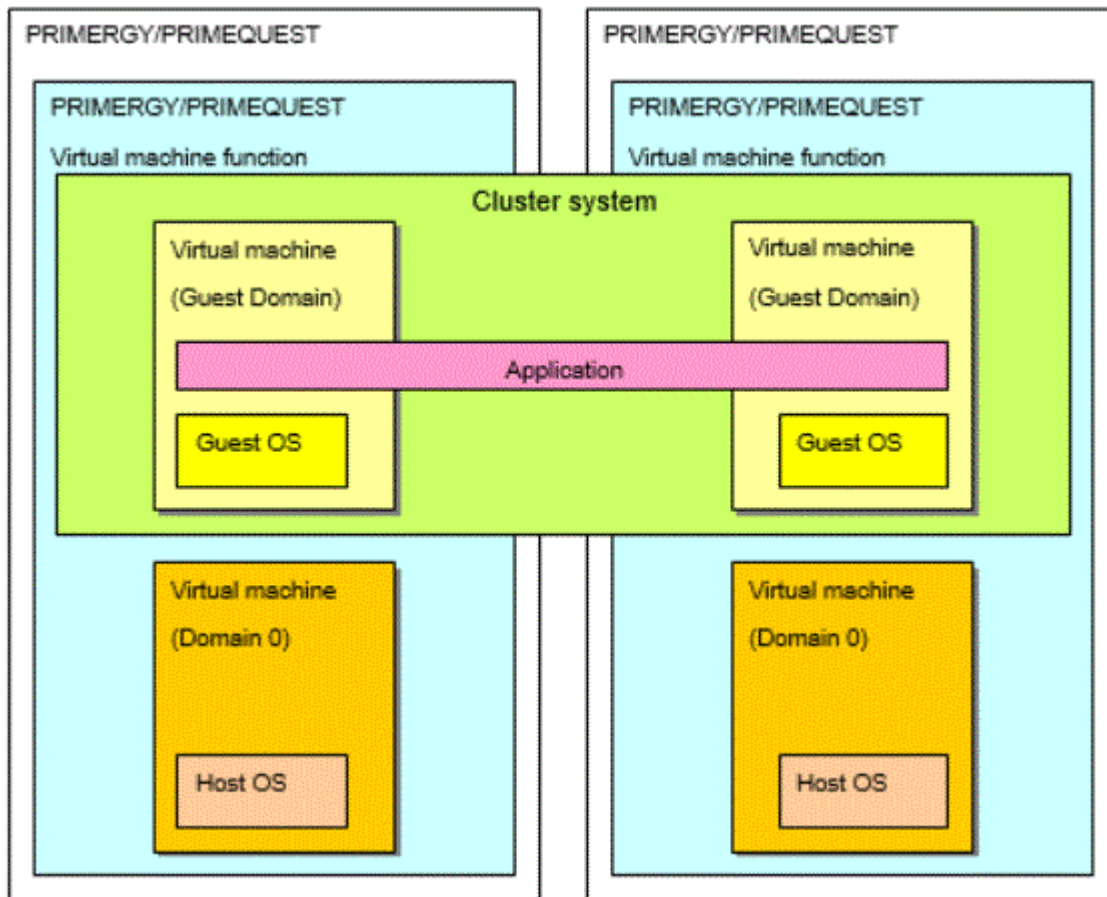 PRIMERGY/PRIMEQUEST
PRIMERGY/PRIMEQUEST
PRIMERGY/PRIMEQUEST
Virtual machine function
PRIMERGY/PRIMEQUEST
Virtual machine function
Cluster system
Virtual machine
(Guest Domain)
Virtual machine
(Guest Domain)
Application
Guest OS
Guest OS
Virtual machine
(Domain 0)
Host OS
Virtual machine
(Domain 0)
Host OS